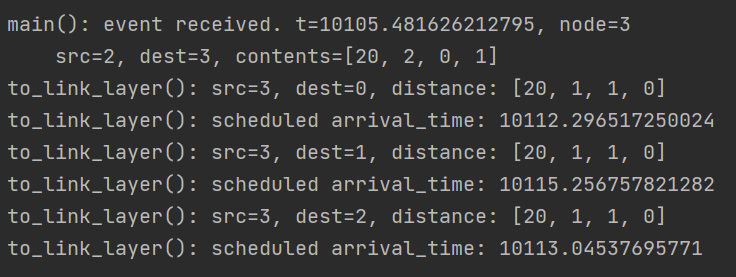 main(): event received. t=10105.481626212795, node=3
    src=2, dest=3, contents=[20, 2, 0, 1]
to_link_layer(): src=3, dest=0, distance: [20, 1, 1, 0]
to_link_layer(): scheduled arrival_time: 10112.296517250024
to_link_layer(): src=3, dest=1, distance: [20, 1, 1, 0]
to_link_layer(): scheduled arrival_time: 10115.256757821282
to_link_layer(): src=3, dest=2, distance: [20, 1, 1, 0]
to_link_layer(): scheduled arrival_time: 10113.04537695771